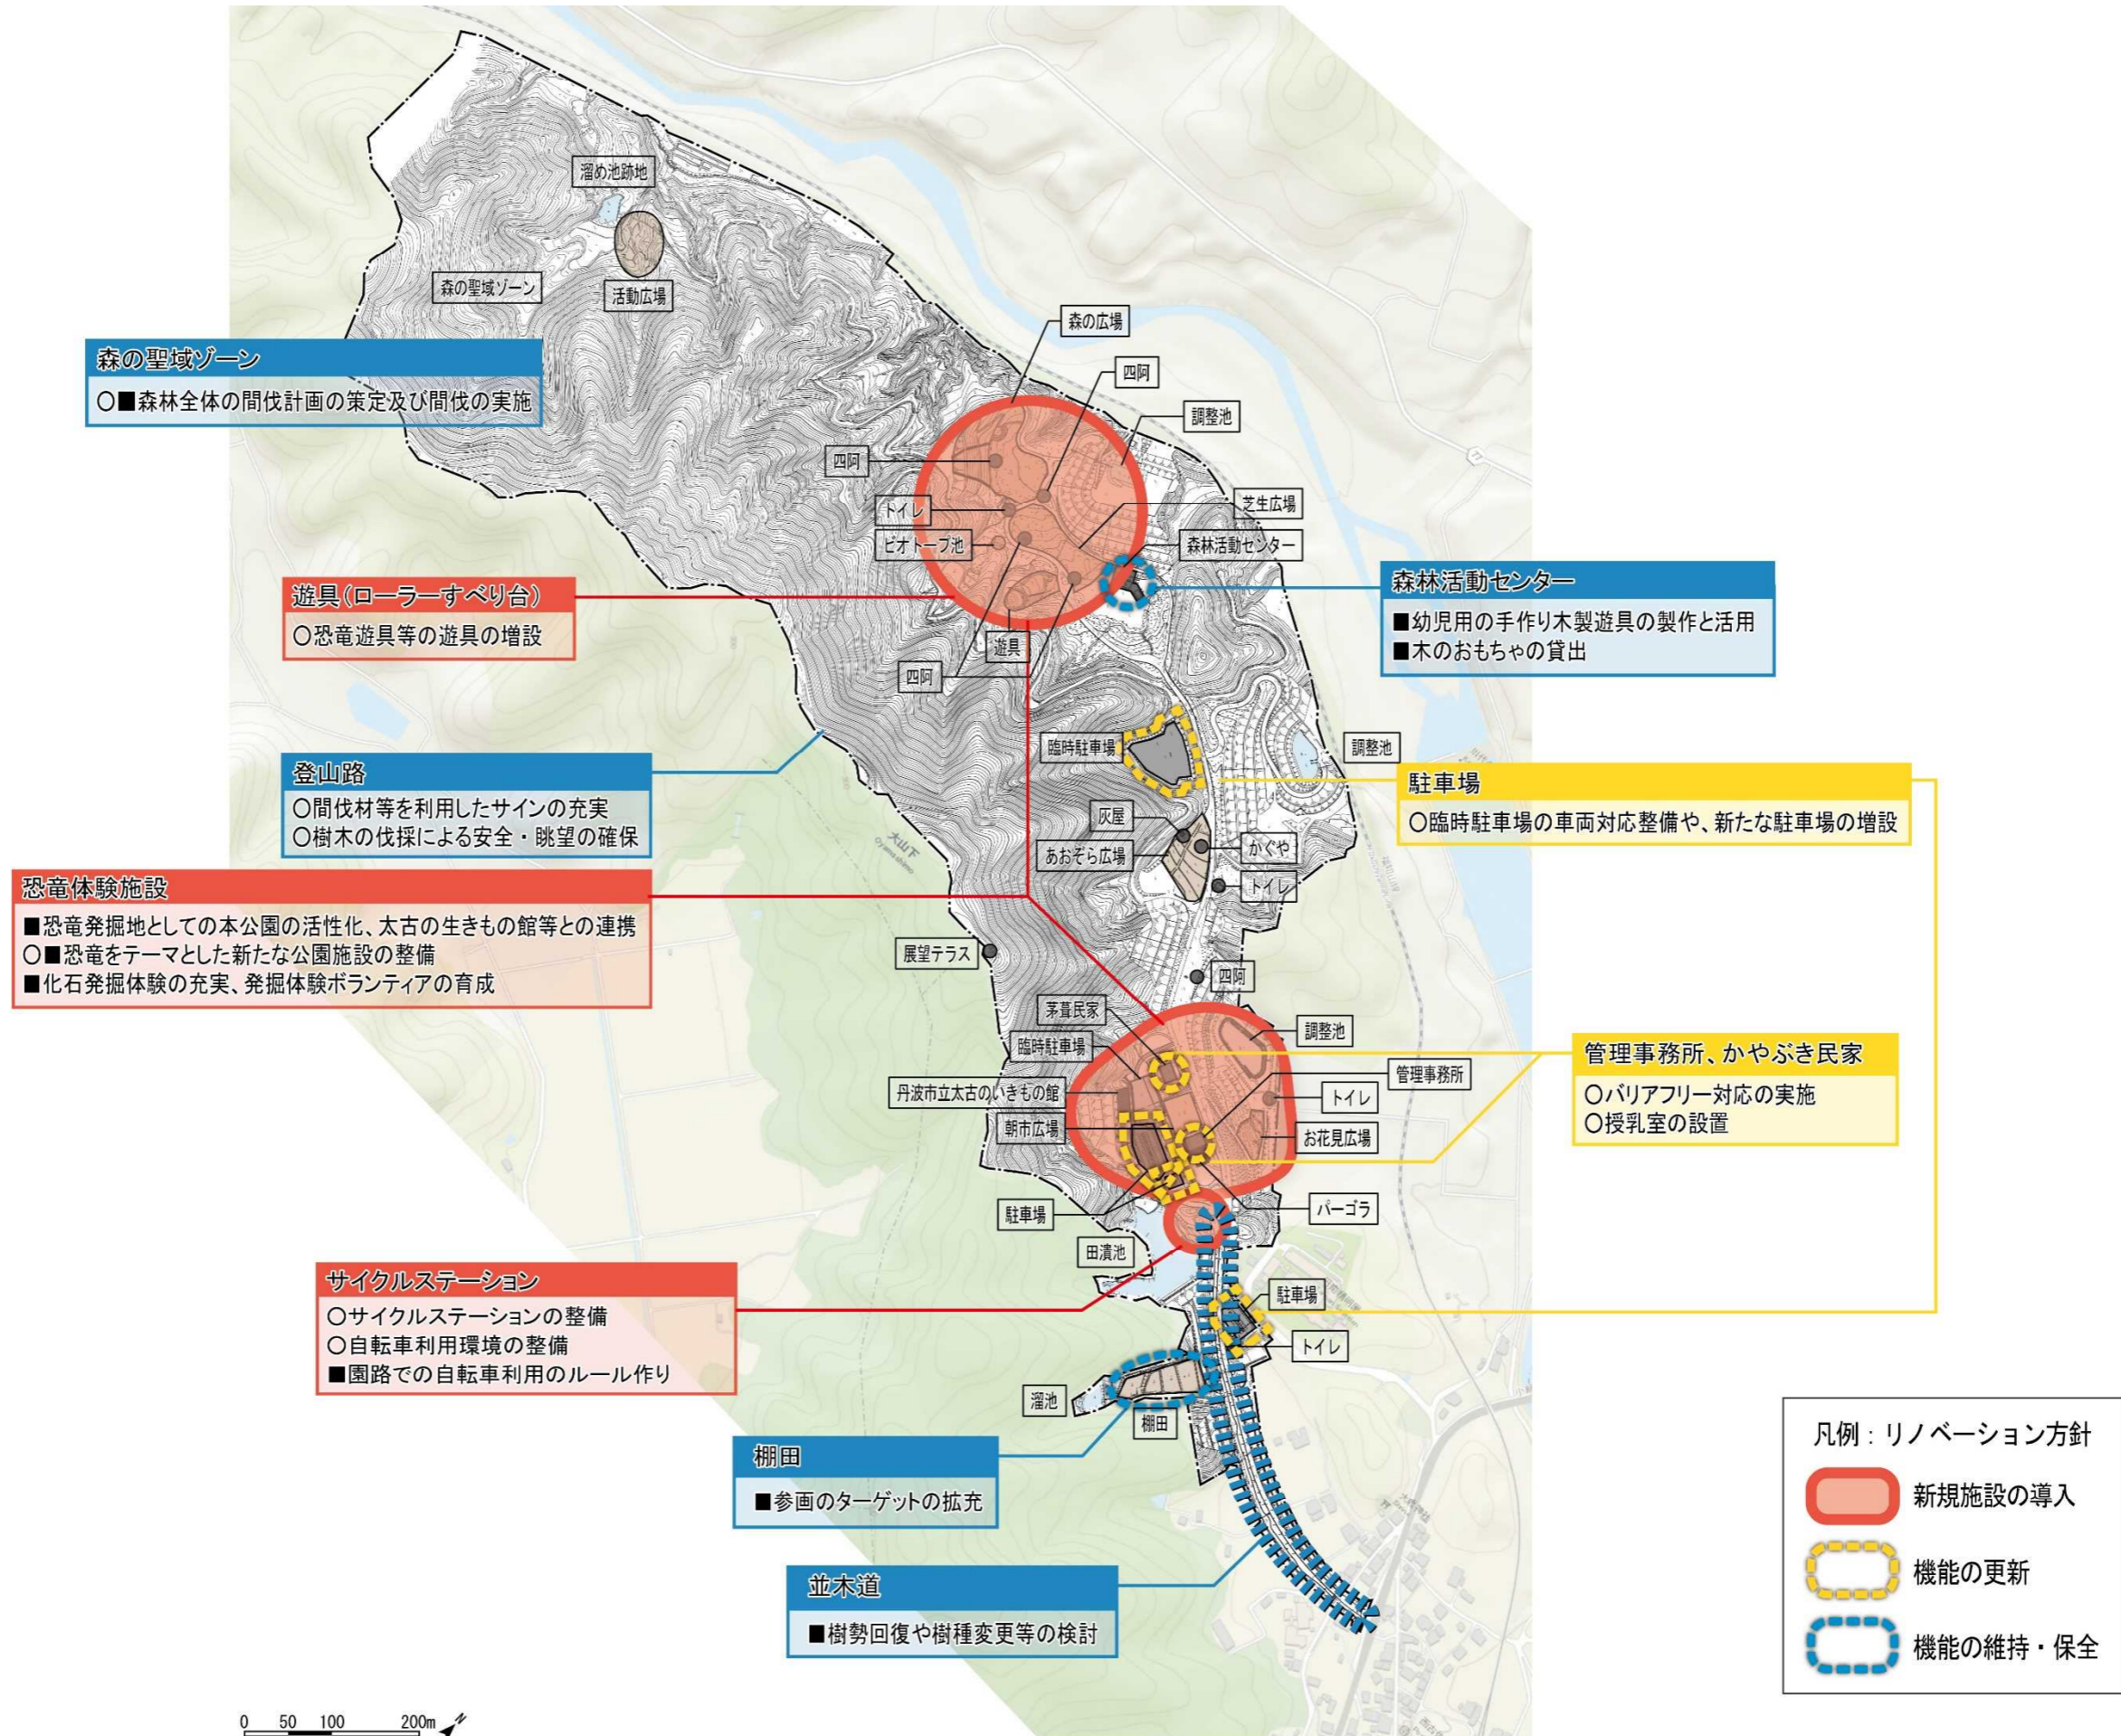 溜め池跡地
森の聖域ゾーン
活動広場
森の聖域ゾーン
○■森林全体の間伐計画の策定及び間伐の実施
森の広場
四阿
調整池
四阿
トイレ
ビオトープ池
芝生広場
森林活動センター
遊具
四阿
遊具(ローラーすべり台)
○恐竜遊具等の遊具の増設
森林活動センター
■幼児用の手作り木製遊具の製作と活用
■木のおもちゃの貸出
登山路
○間伐材等を利用したサインの充実
○樹木の伐採による安全・眺望の確保
臨時駐車場
調整池
駐車場
○臨時駐車場の車両対応整備や、新たな駐車場の増設
灰屋
あおぞら広場
かぐや
トイレ
大山下
恐竜体験施設
■恐竜発掘地としての本公園の活性化、太古の生きもの館等との連携
○■恐竜をテーマとした新たな公園施設の整備
■化石発掘体験の充実、発掘体験ボランティアの育成
展望テラス
四阿
茅葺民家
臨時駐車場
調整池
丹波市立太古のいきもの館
管理事務所
トイレ
朝市広場
お花見広場
駐車場
パーゴラ
管理事務所、かやぶき民家
○バリアフリー対応の実施
○授乳室の設置
田潰池
サイクルステーション
○サイクルステーションの整備
○自転車利用環境の整備
■園路での自転車利用のルール作り
駐車場
トイレ
溜池
棚田
棚田
■参画のターゲットの拡充
並木道
■樹勢回復や樹種変更等の検討
凡例：リノベーション方針
新規施設の導入
機能の更新
機能の維持・保全
0 50 100 200m N